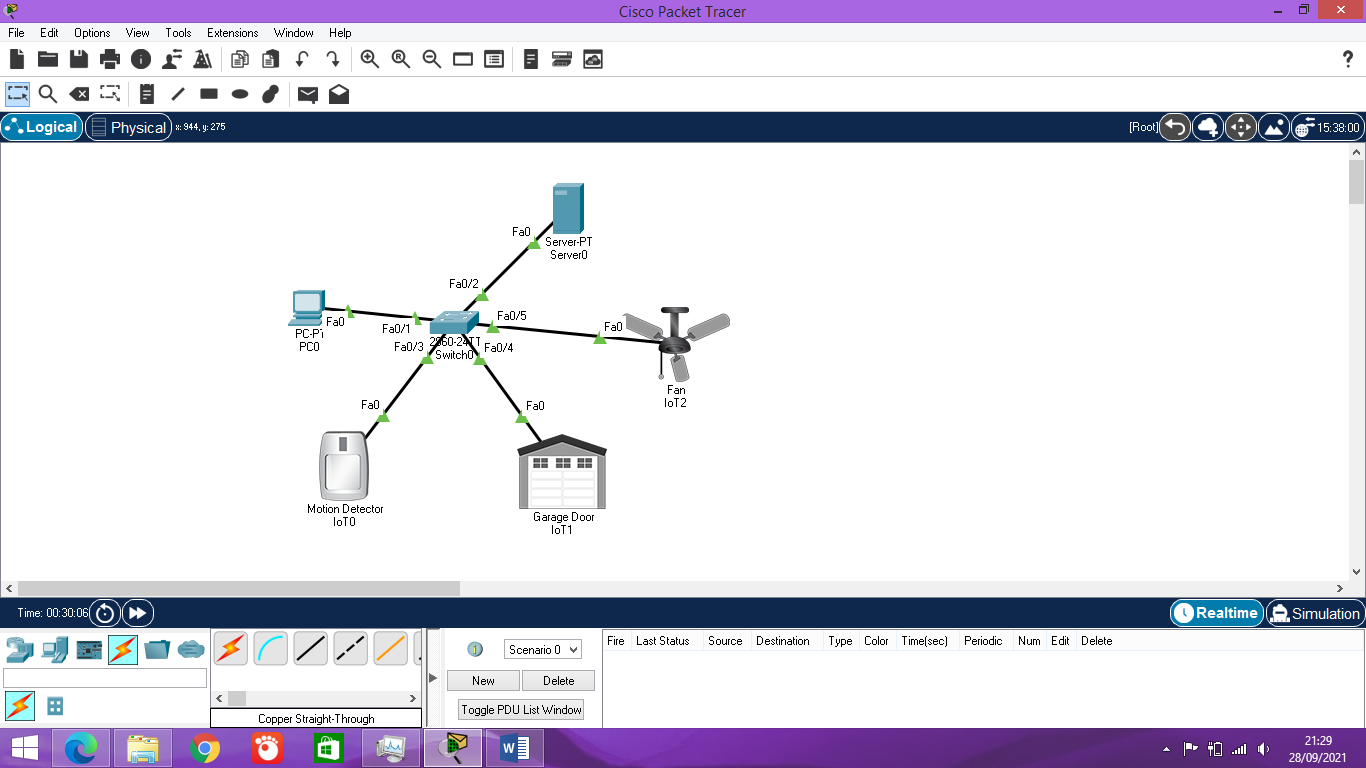 Cisco Packet Tracer
File Edit Options View Tools Extensions Window Help
?
Logical Physical x: 944, y: 275 [Root] 15:38:00
Fa0
Server-PT
Server0
Fa0/2
Fa0 Fa0/1 Fa0/5 Fa0
PC-PT
PC0
2960-24TT
Switch0
Fa0/3 Fa0/4
Fan
IoT2
Fa0 Fa0
Motion Detector
IoT0
Garage Door
IoT1
Time: 00:30:06 Realtime Simulation
Scenario 0
Fire Last Status Source Destination Type Color Time(sec) Periodic Num Edit Delete
New Delete
Toggle PDU List Window
Copper Straight-Through
21:29
28/09/2021